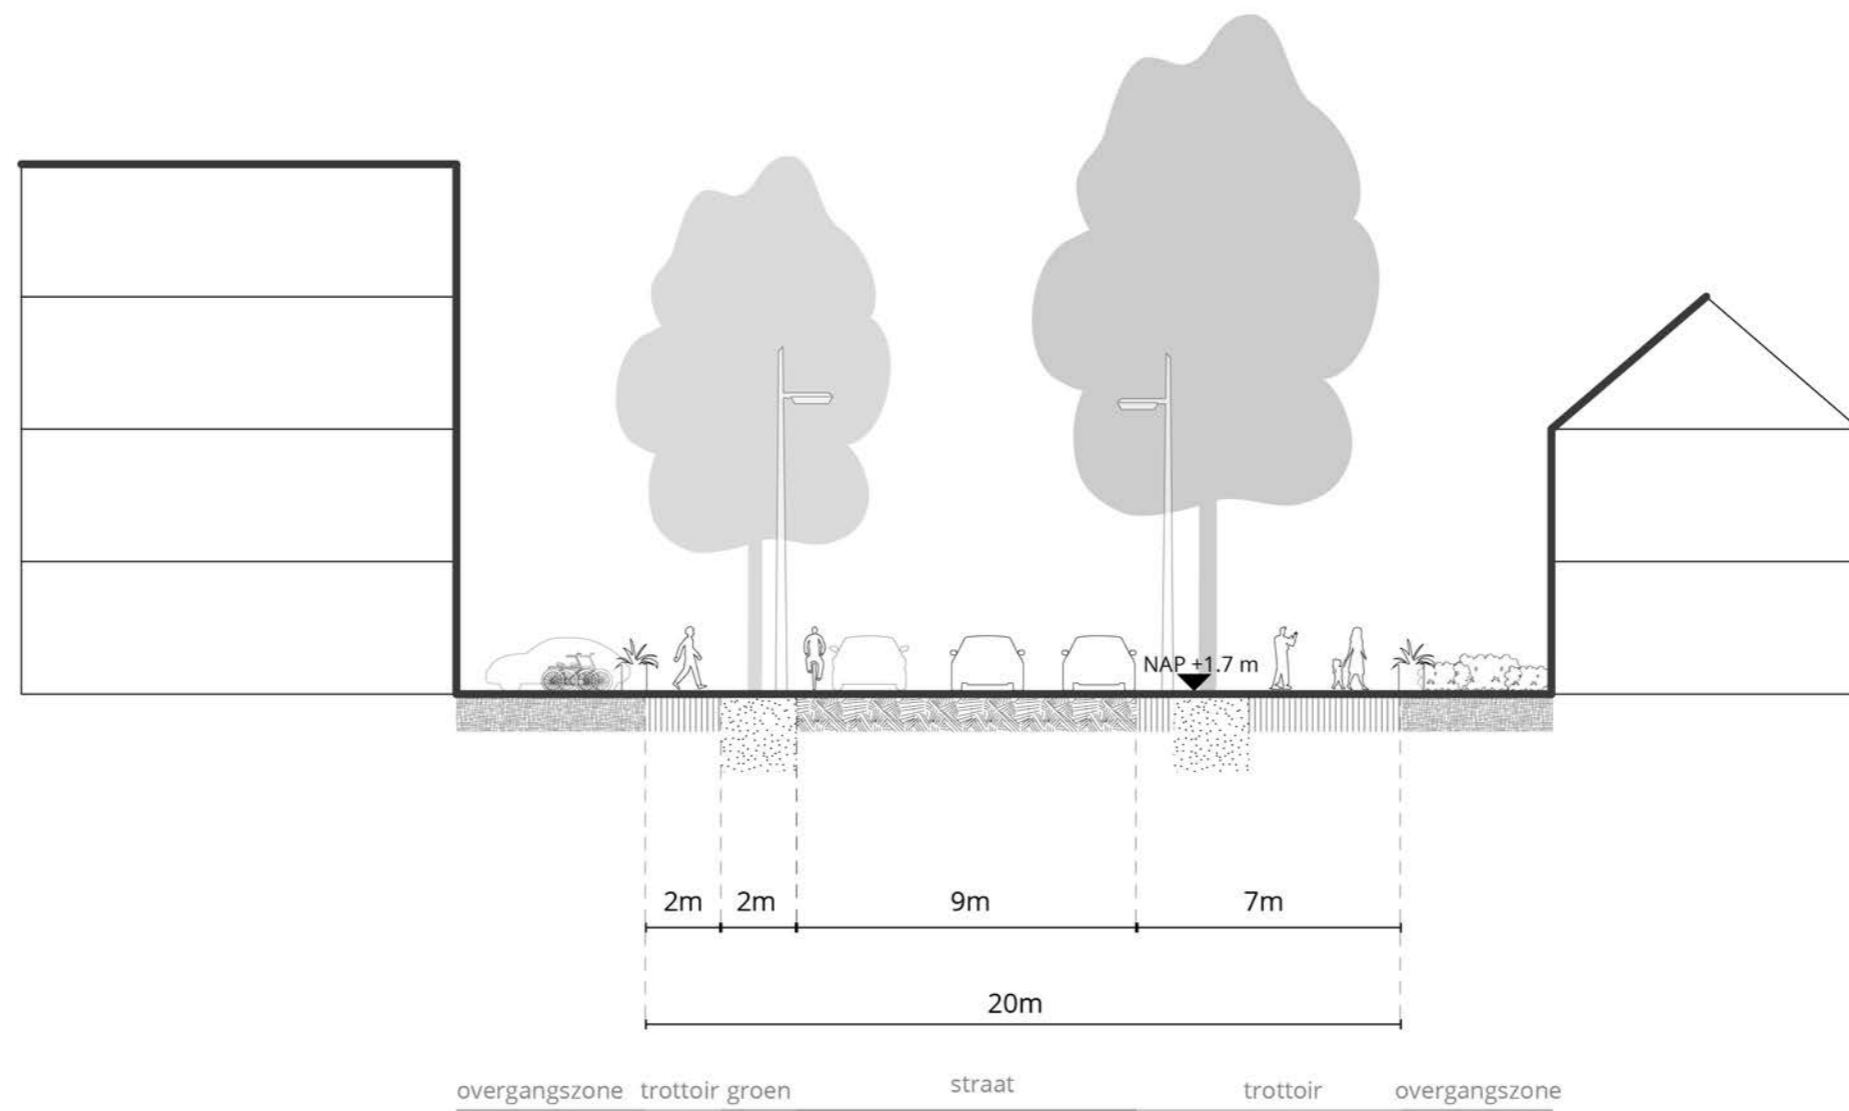 NAP +1.7 m
2m 2m 9m 7m
20m
overgangszone trottoir groen straat trottoir overgangszone